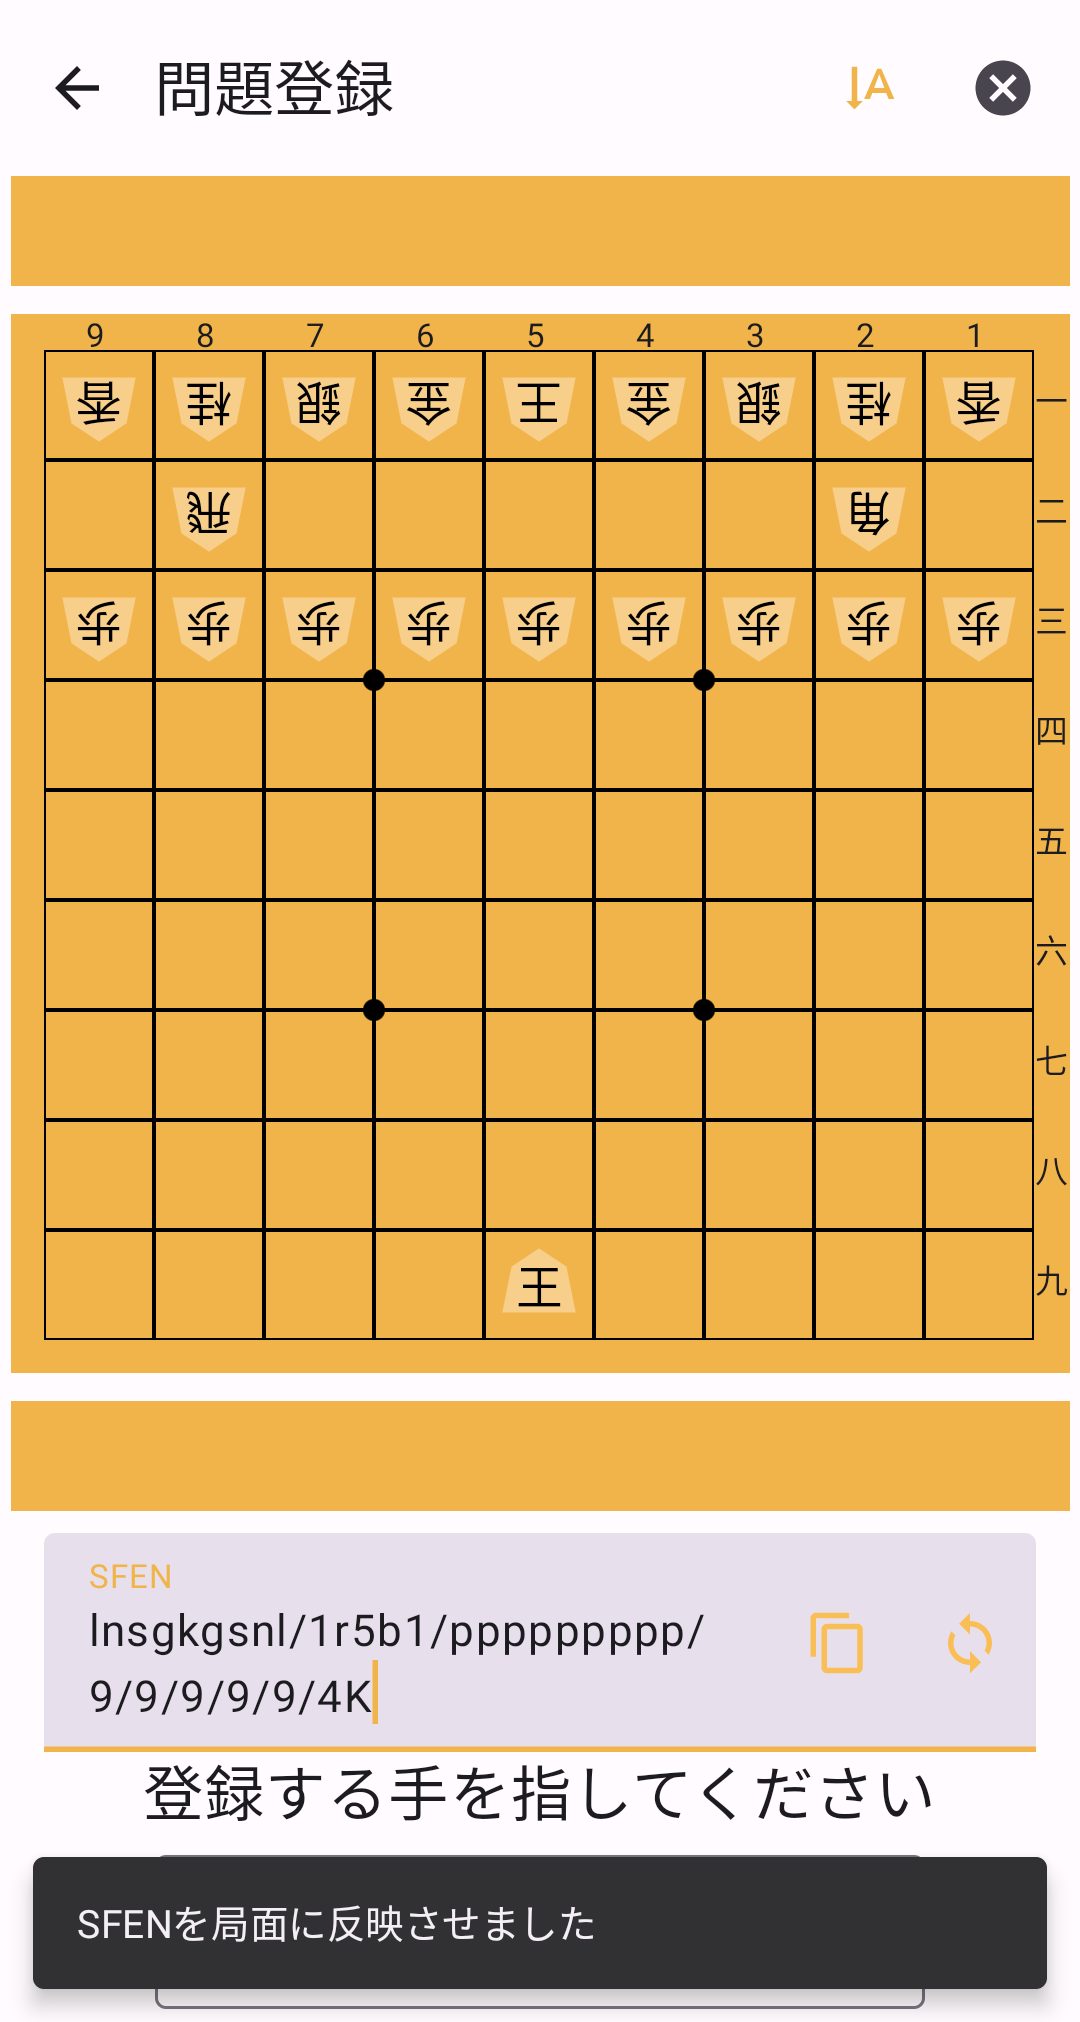 問題登録
A
9 8 7 6 5 4 3 2 1
香 桂 銀 金 王 金 銀 桂 香 一
飛 角 二
歩 歩 歩 歩 歩 歩 歩 歩 歩 三
四
五
六
七
八
王 九
SFEN
lnsgkgsnl/1r5b1/ppppppppp/
9/9/9/9/9/4K
登録する手を指してください
SFENを局面に反映させました